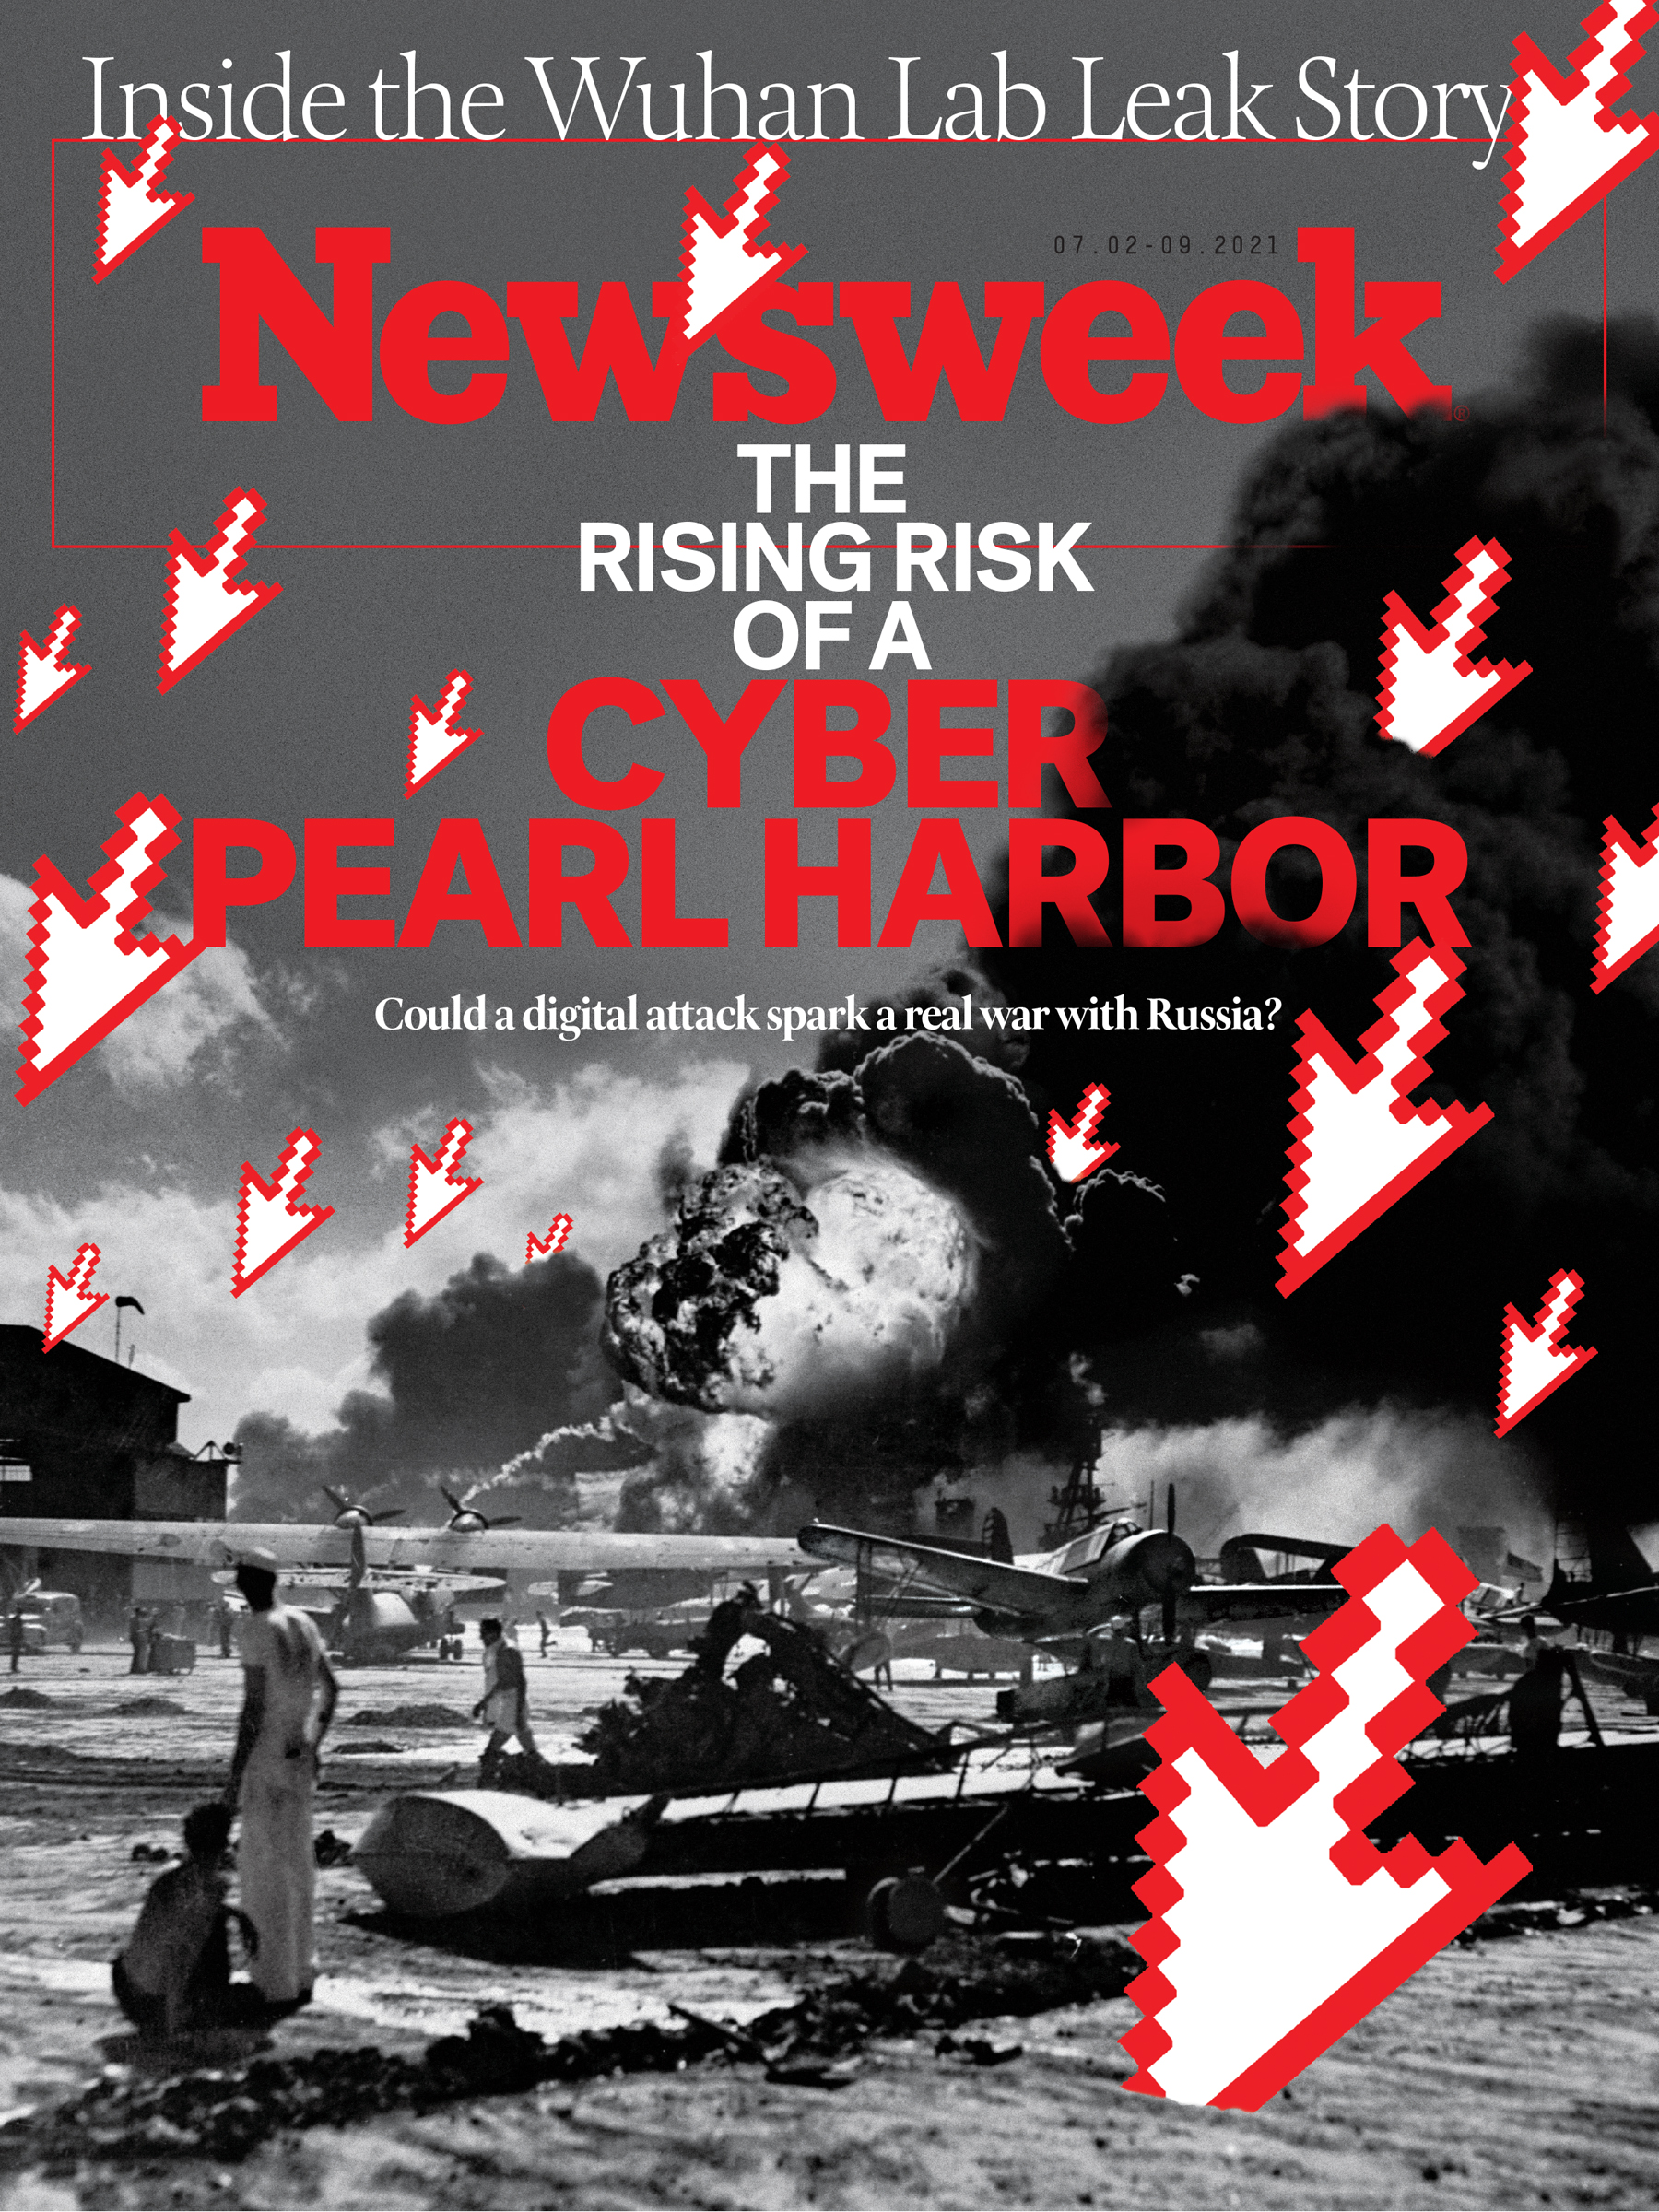 Inside the Wuhan Lab Leak Story
07.02-09.2021
Newsweek®
THE
RISING RISK
OF A
CYBER
PEARL HARBOR
Could a digital attack spark a real war with Russia?